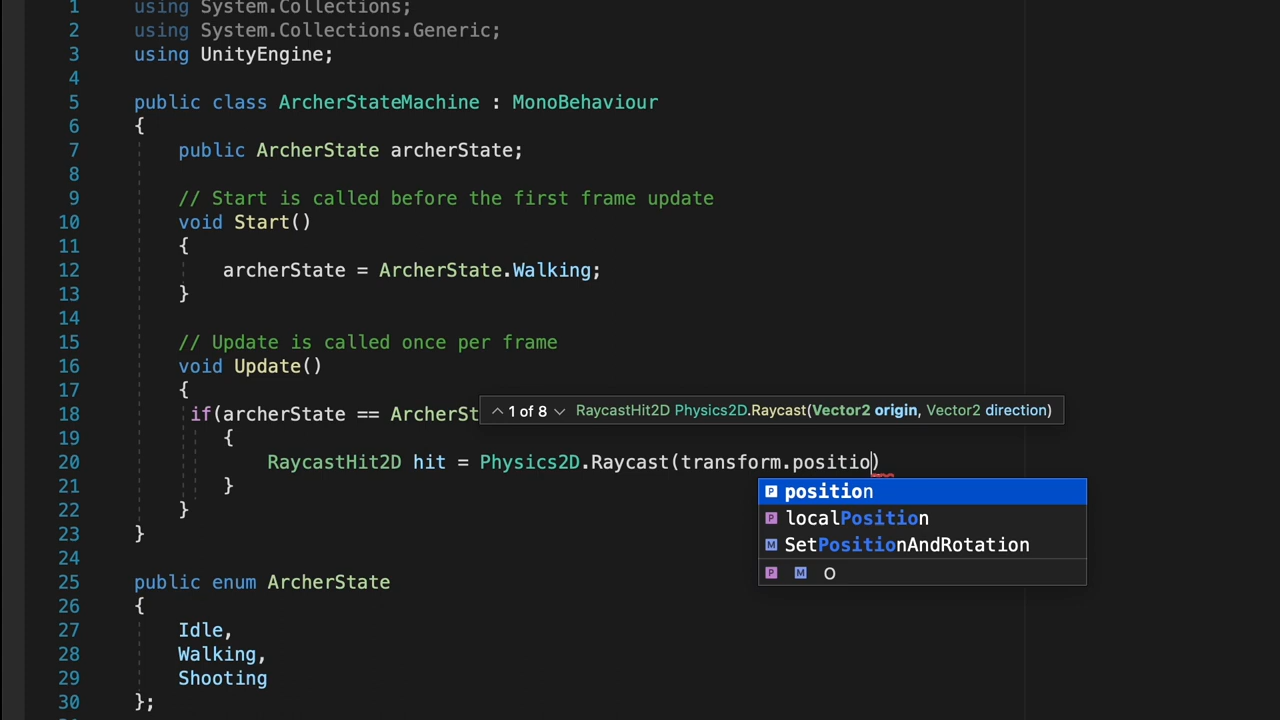 1 using System.Collections;
2 using System.Collections.Generic;
3 using UnityEngine;
4
5 public class ArcherStateMachine : MonoBehaviour
6 {
7 public ArcherState archerState;
8
9 // Start is called before the first frame update
10 void Start()
11 {
12 archerState = ArcherState.Walking;
13 }
14
15 // Update is called once per frame
16 void Update()
17 {
18 if(archerState == ArcherSt
1 of 8 RaycastHit2D Physics2D.Raycast(Vector2 origin, Vector2 direction)
19 {
20 RaycastHit2D hit = Physics2D.Raycast(transform.positio)
21 }
position
22 }
localPosition
23 }
SetPositionAndRotation
24
P M O
25 public enum ArcherState
26 {
27 Idle,
28 Walking,
29 Shooting
30 };